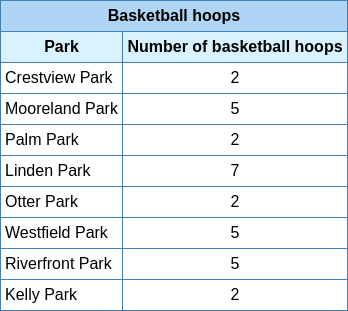 Basketball hoops
Park Number of basketball hoops
Crestview Park 2
Mooreland Park 5
Palm Park 2
Linden Park 7
Otter Park 2
Westfield Park 5
Riverfront Park 5
Kelly Park 2